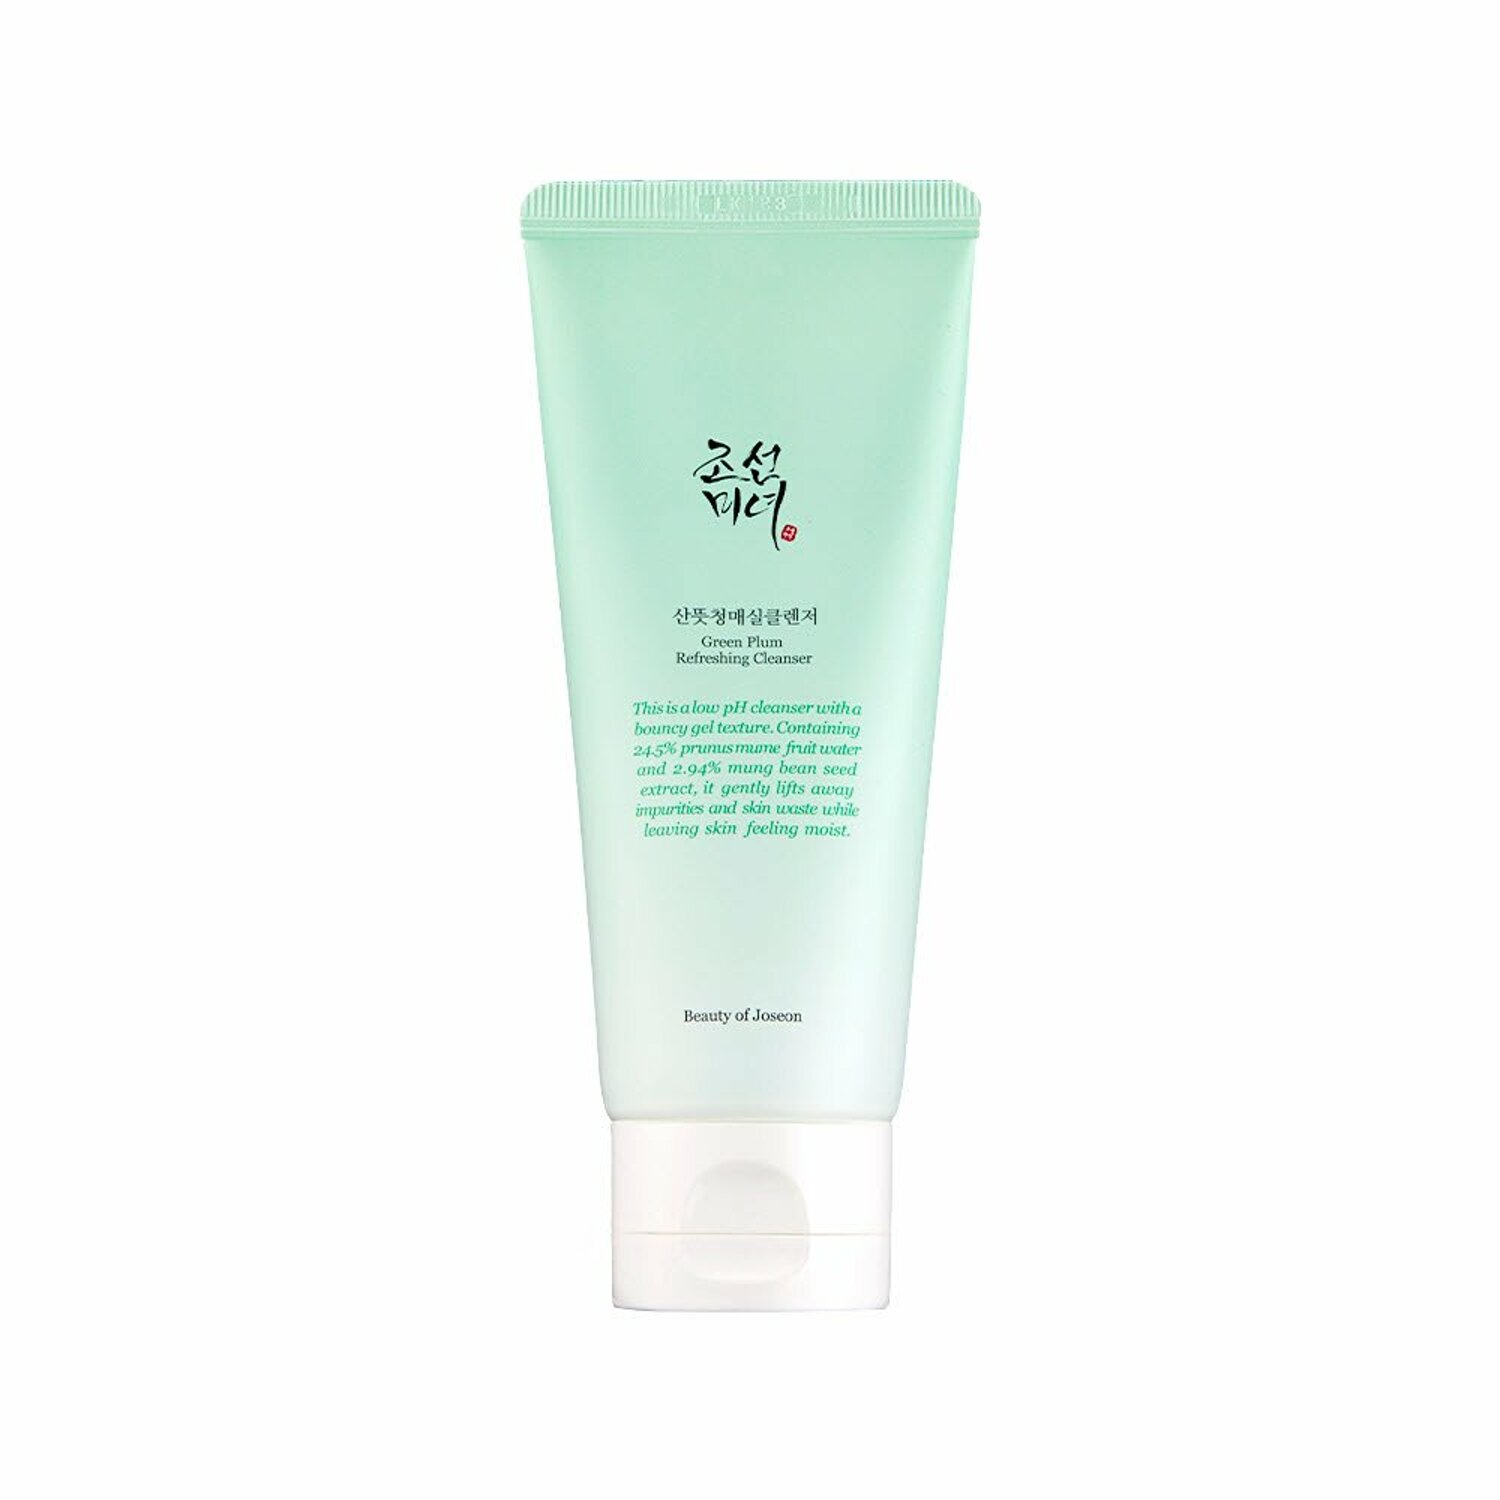 조선
미녀
산뜻청매실클렌저
Green Plum
Refreshing Cleanser
This is a low pH cleanser with a
bouncy gel texture. Containing
24.5% prunus mume fruit water
and 2.94% mung bean seed
extract, it gently lifts away
impurities and skin waste while
leaving skin feeling moist.
Beauty of Joseon